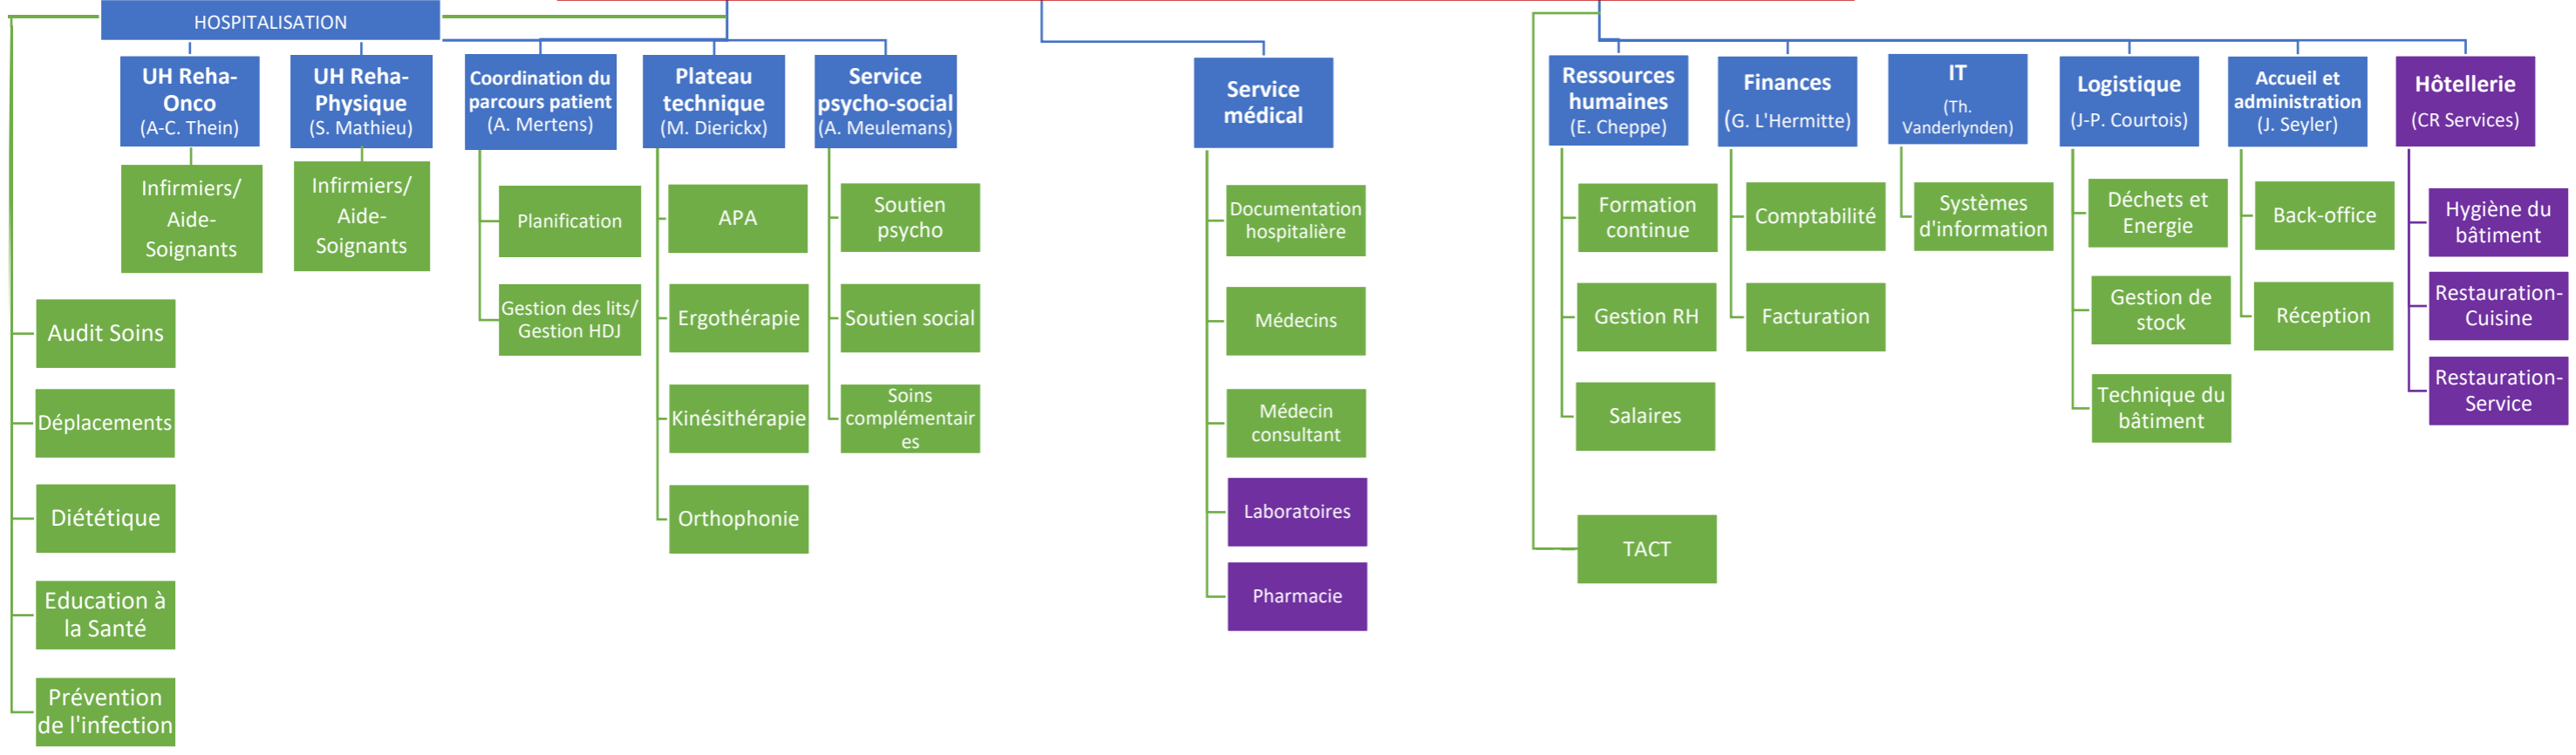 HOSPITALISATION
UH Reha-
Onco
(A-C. Thein)
Infirmiers/
Aide-
Soignants
UH Reha-
Physique
(S. Mathieu)
Infirmiers/
Aide-
Soignants
Audit Soins
Déplacements
Diététique
Education à
la Santé
Prévention
de l'infection
Coordination du
parcours patient
(A. Mertens)
Planification
Gestion des lits/
Gestion HDJ
Plateau
technique
(M. Dierickx)
APA
Ergothérapie
Kinésithérapie
Orthophonie
Service
psycho-social
(A. Meulemans)
Soutien
psycho
Soutien social
Soins
complémentair
es
Service
médical
Documentation
hospitalière
Médecins
Médecin
consultant
Laboratoires
Pharmacie
Ressources
humaines
(E. Cheppe)
Formation
continue
Gestion RH
Salaires
TACT
Finances
(G. L'Hermitte)
Comptabilité
Facturation
IT
(Th.
Vanderlynden)
Systèmes
d'information
Logistique
(J-P. Courtois)
Déchets et
Energie
Gestion de
stock
Technique du
bâtiment
Accueil et
administration
(J. Seyler)
Back-office
Réception
Hôtellerie
(CR Services)
Hygiène du
bâtiment
Restauration-
Cuisine
Restauration-
Service